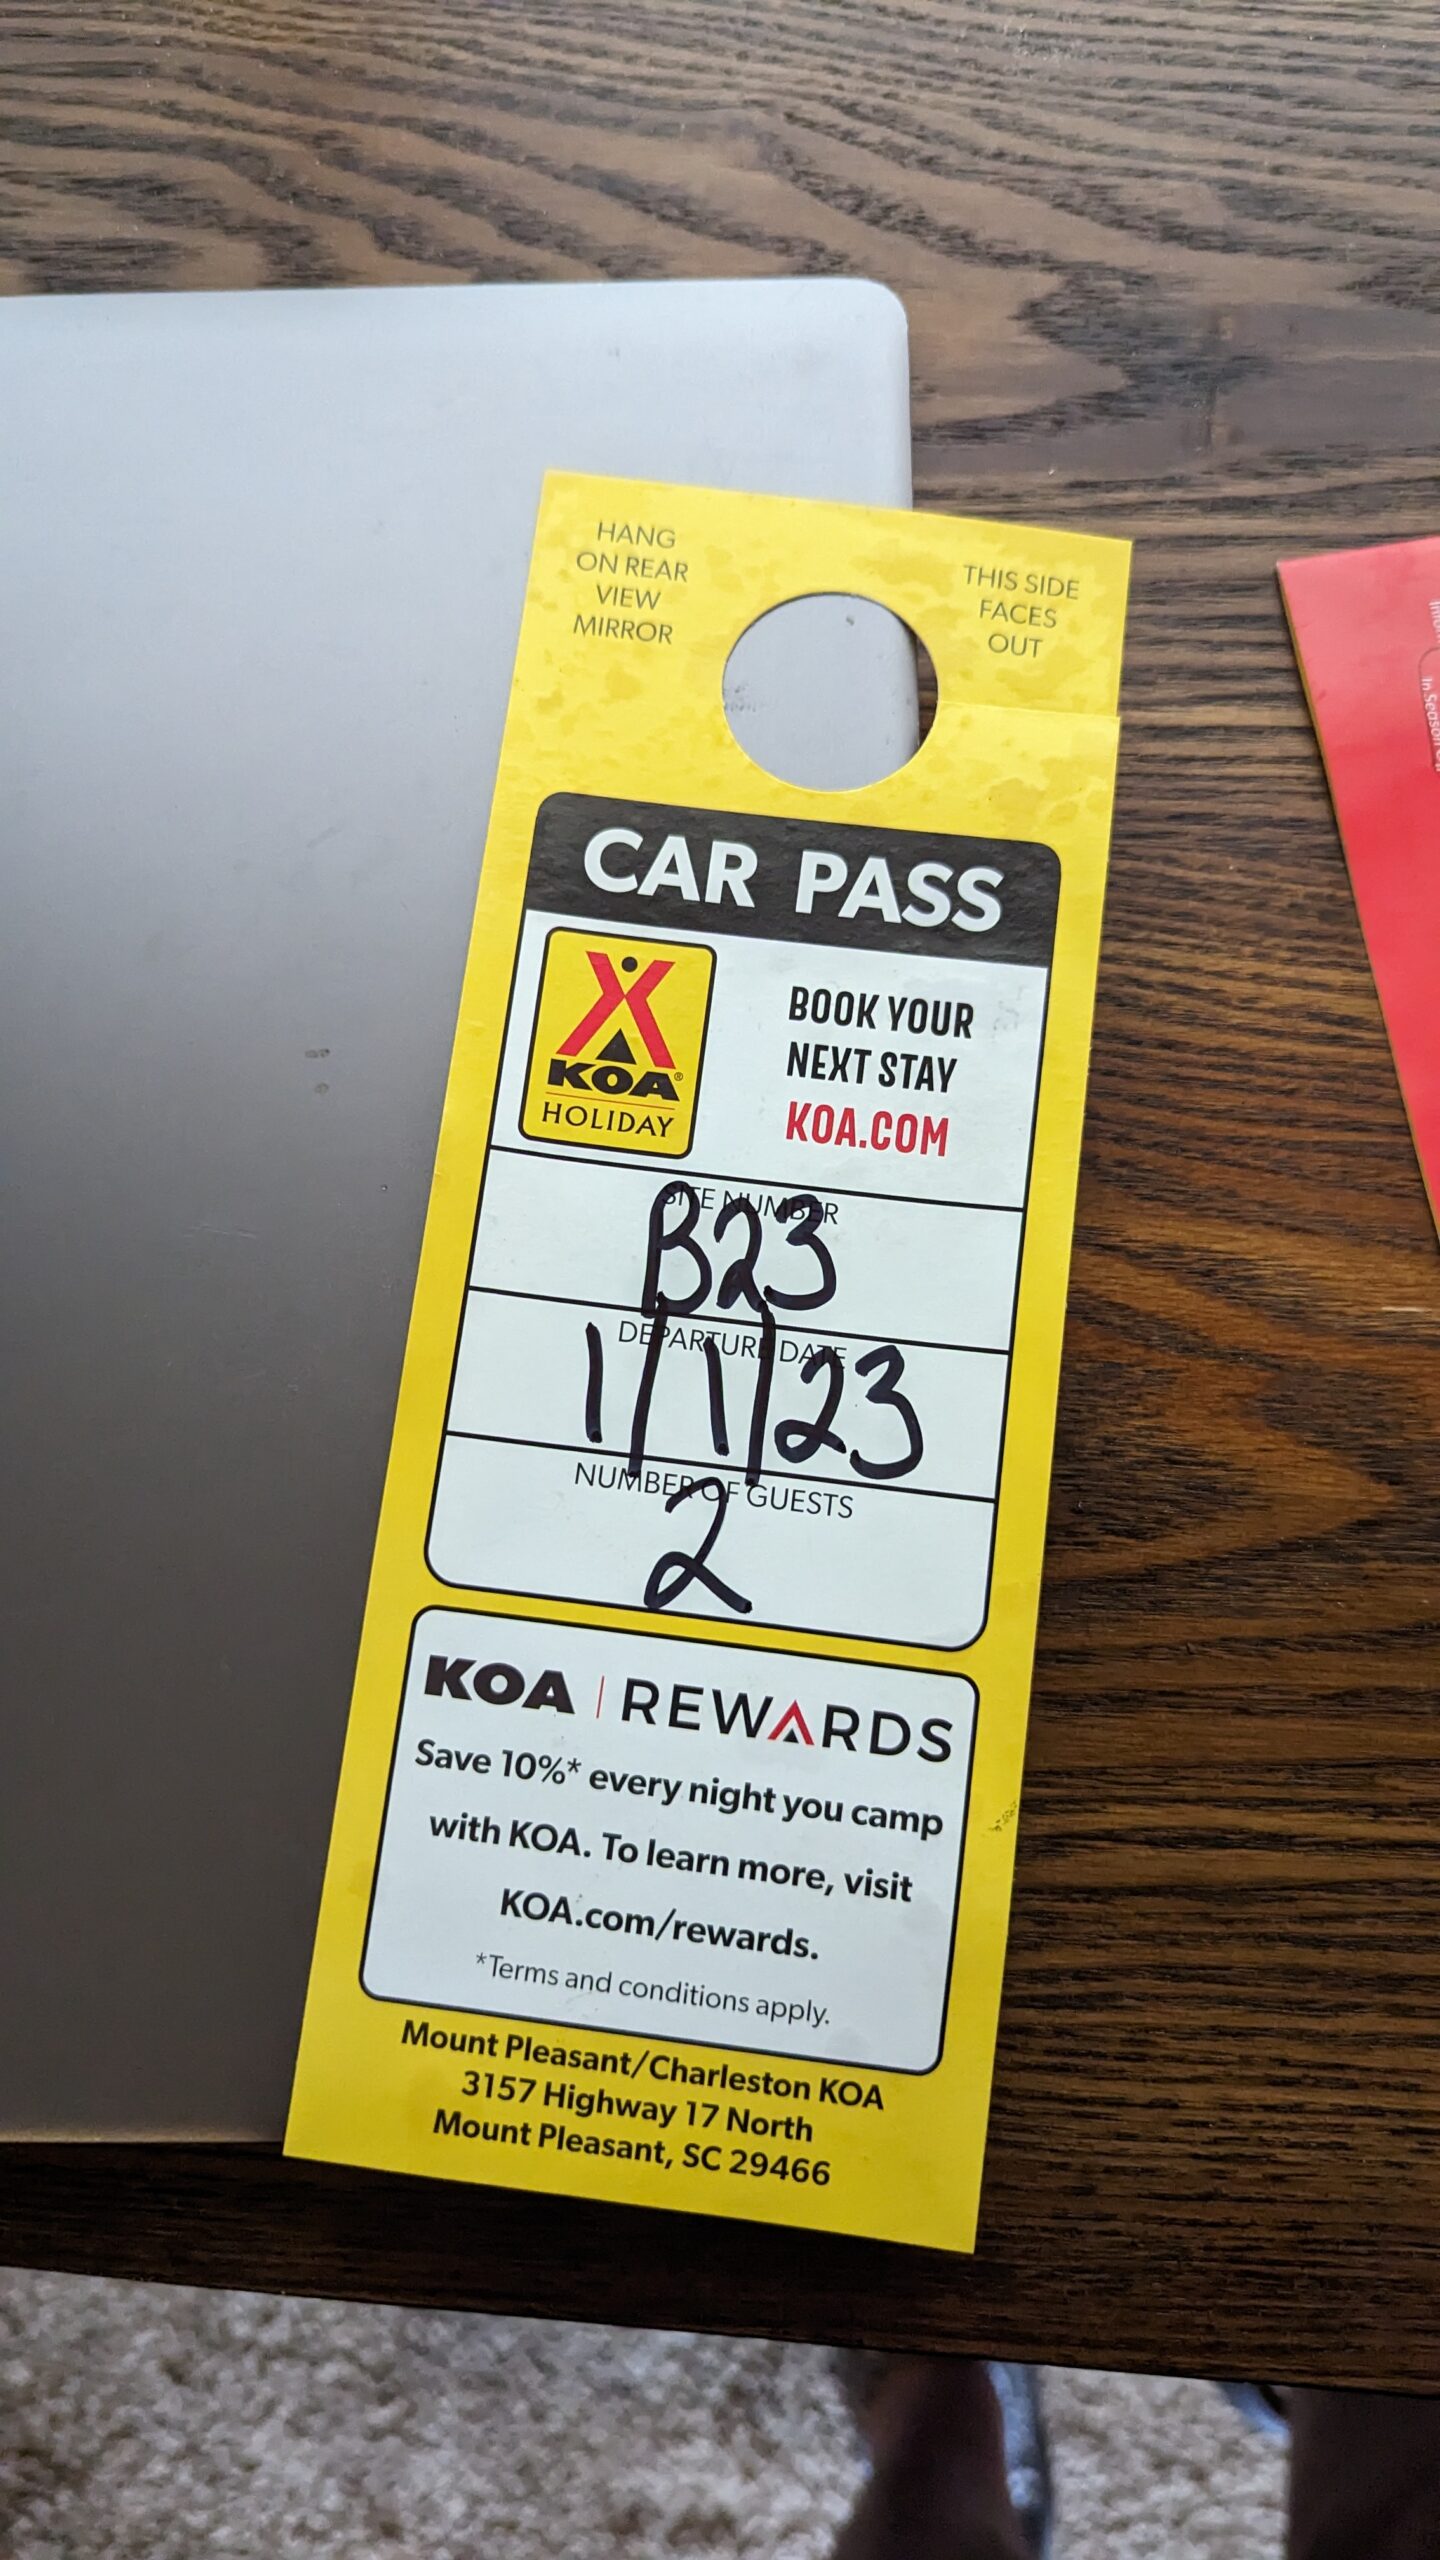 HANG
ON REAR
VIEW
MIRROR
THIS SIDE
FACES
OUT
CAR PASS
KOA®
HOLIDAY
BOOK YOUR
NEXT STAY
KOA.COM
SITE NUMBER
B23
DEPARTURE DATE
1/1/23
NUMBER OF GUESTS
2
KOA | REWARDS
Save 10%* every night you camp
with KOA. To learn more, visit
KOA.com/rewards.
*Terms and conditions apply.
Mount Pleasant/Charleston KOA
3157 Highway 17 North
Mount Pleasant, SC 29466
In Season